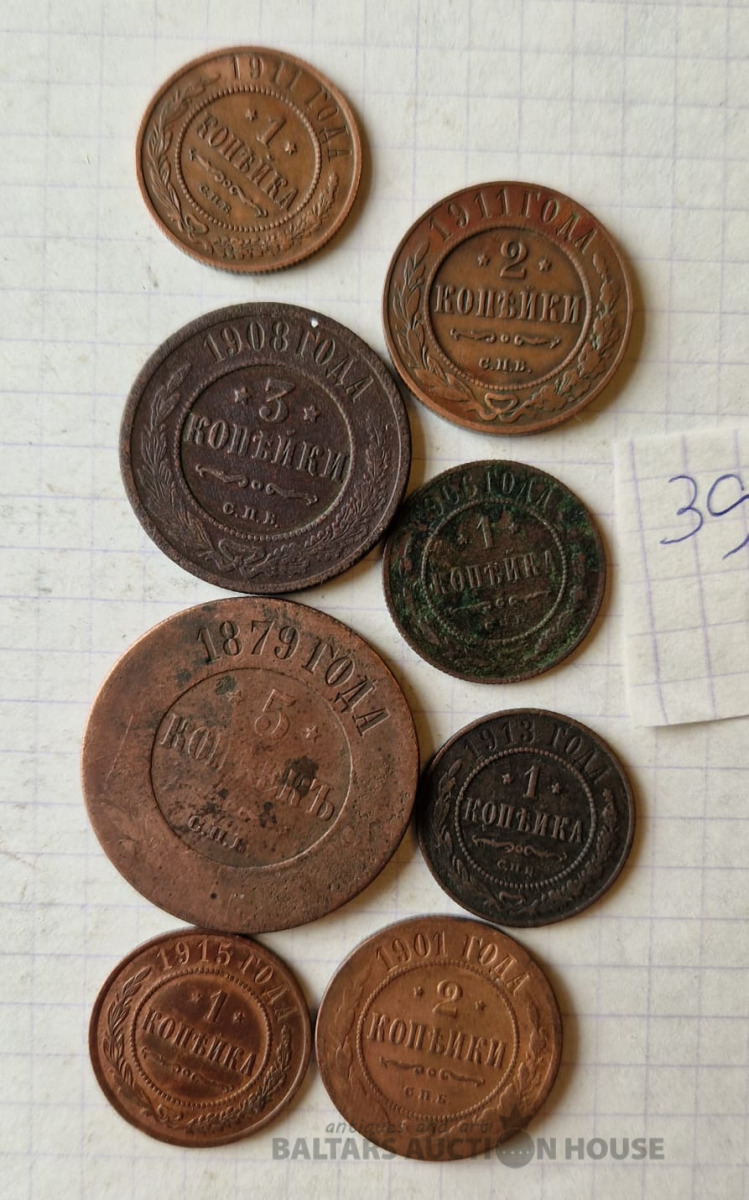 1911 ГОДА
* 1 *
КОПѢЙКА
С.П.Б.
1911 ГОДА
* 2 *
КОПѢЙКИ
С.П.Б.
1908 ГОДА
* 3 *
КОПѢЙКИ
С.П.Б.
ГОДА
1
КОПѢЙКА
1879 ГОДА
5
С.П.Б.
1913 ГОДА
* 1 *
КОПѢЙКА
С.П.Б.
1915 ГОДА
* 1 *
КОПѢЙКА
1901 ГОДА
* 2 *
КОПѢЙКИ
С.П.Б.
39
antiques and art
BALTARS AUCTION HOUSE